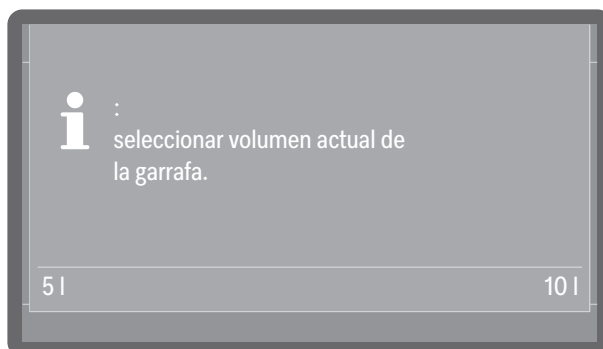 :
seleccionar volumen actual de
la garrafa.
5 l 10 l